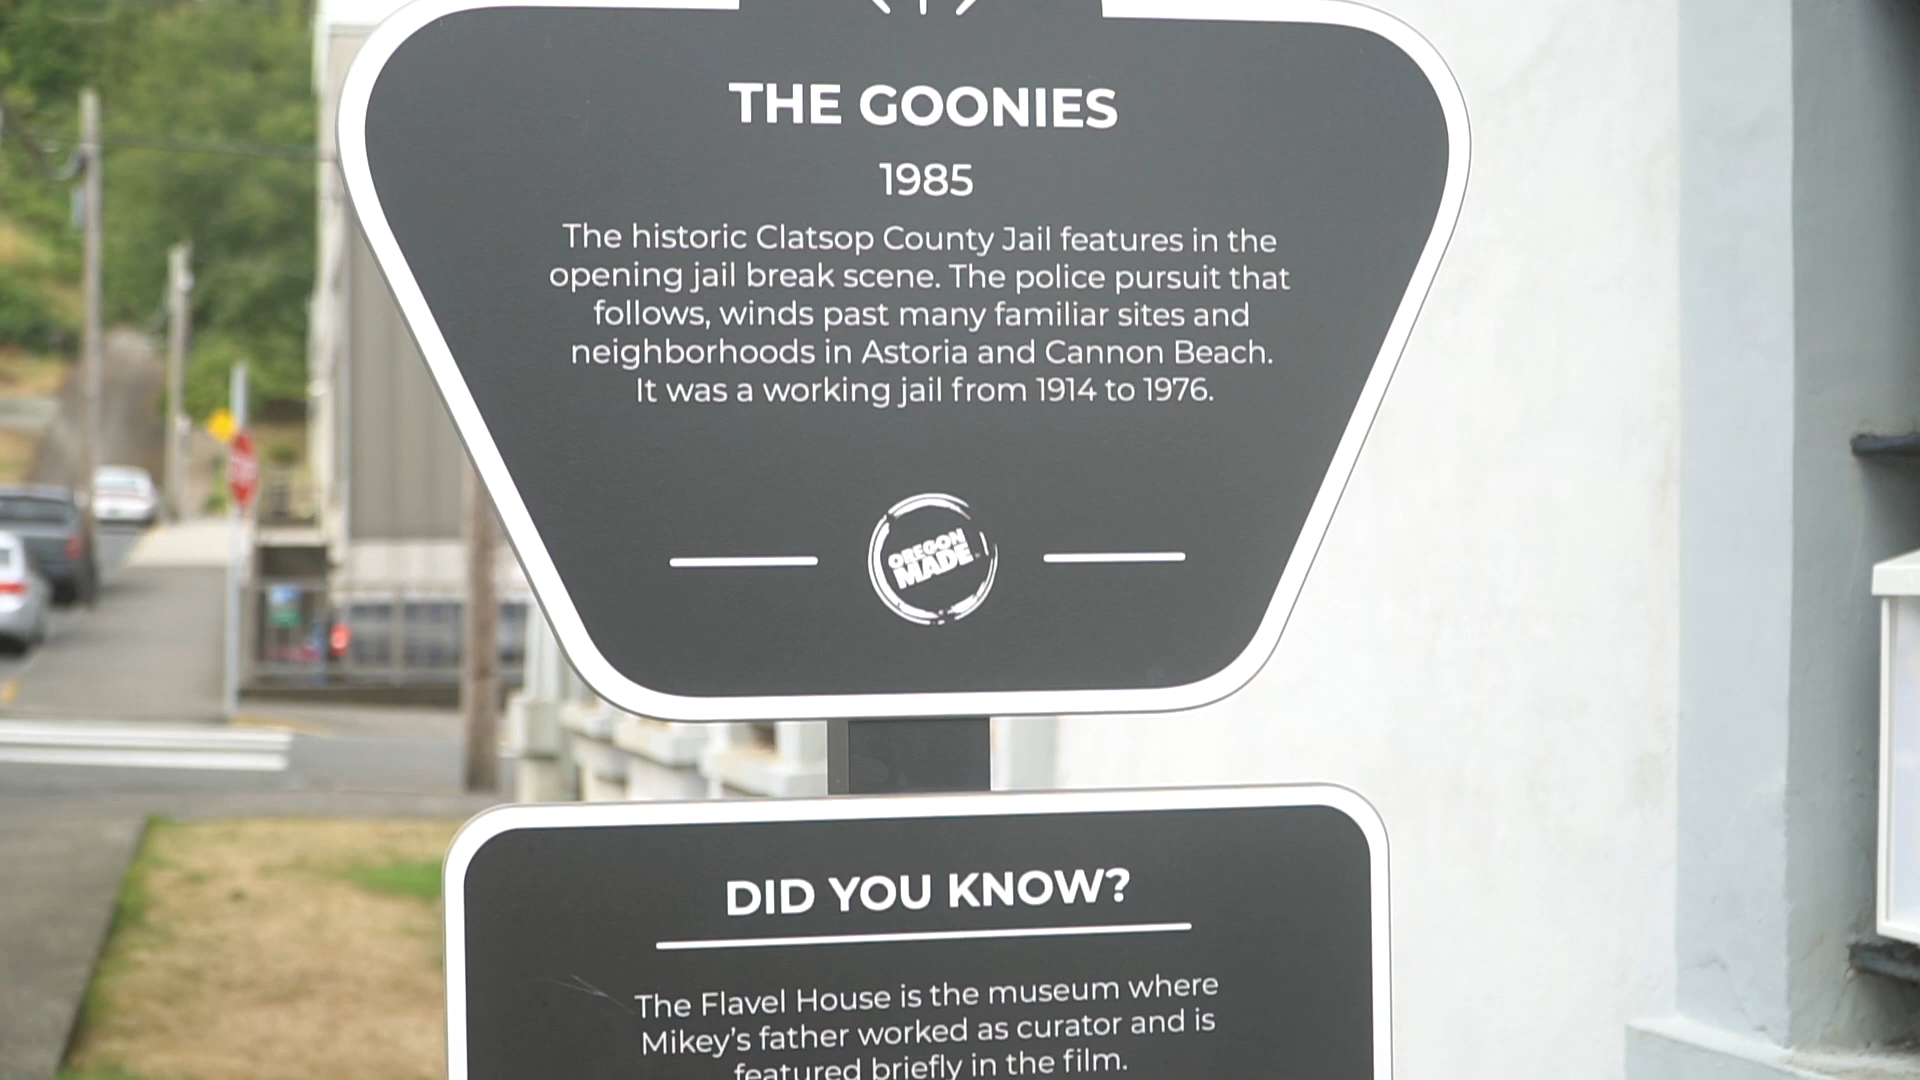 THE GOONIES
1985
The historic Clatsop County Jail features in the
opening jail break scene. The police pursuit that
follows, winds past many familiar sites and
neighborhoods in Astoria and Cannon Beach.
It was a working jail from 1914 to 1976.
OREGON
MADE
DID YOU KNOW?
The Flavel House is the museum where
Mikey's father worked as curator and is
featured briefly in the film.